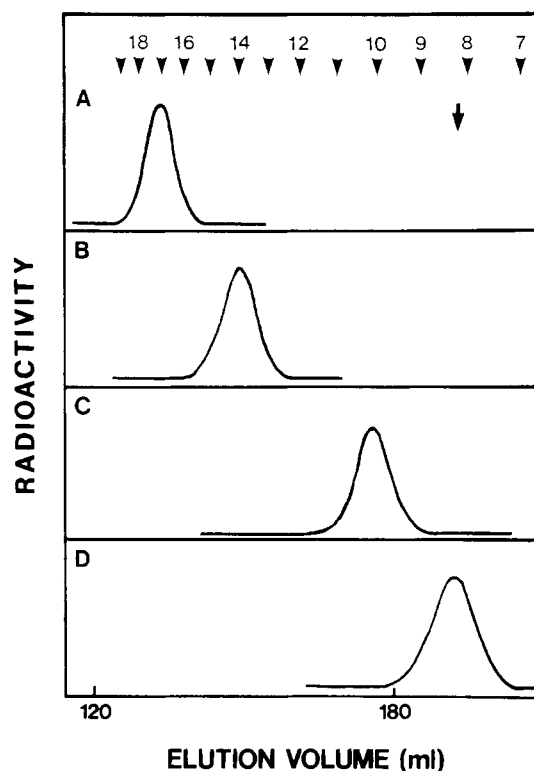 18 16 14 12 10 9 8 7
A
B
C
D
RADIOACTIVITY
120 180
ELUTION VOLUME (ml)